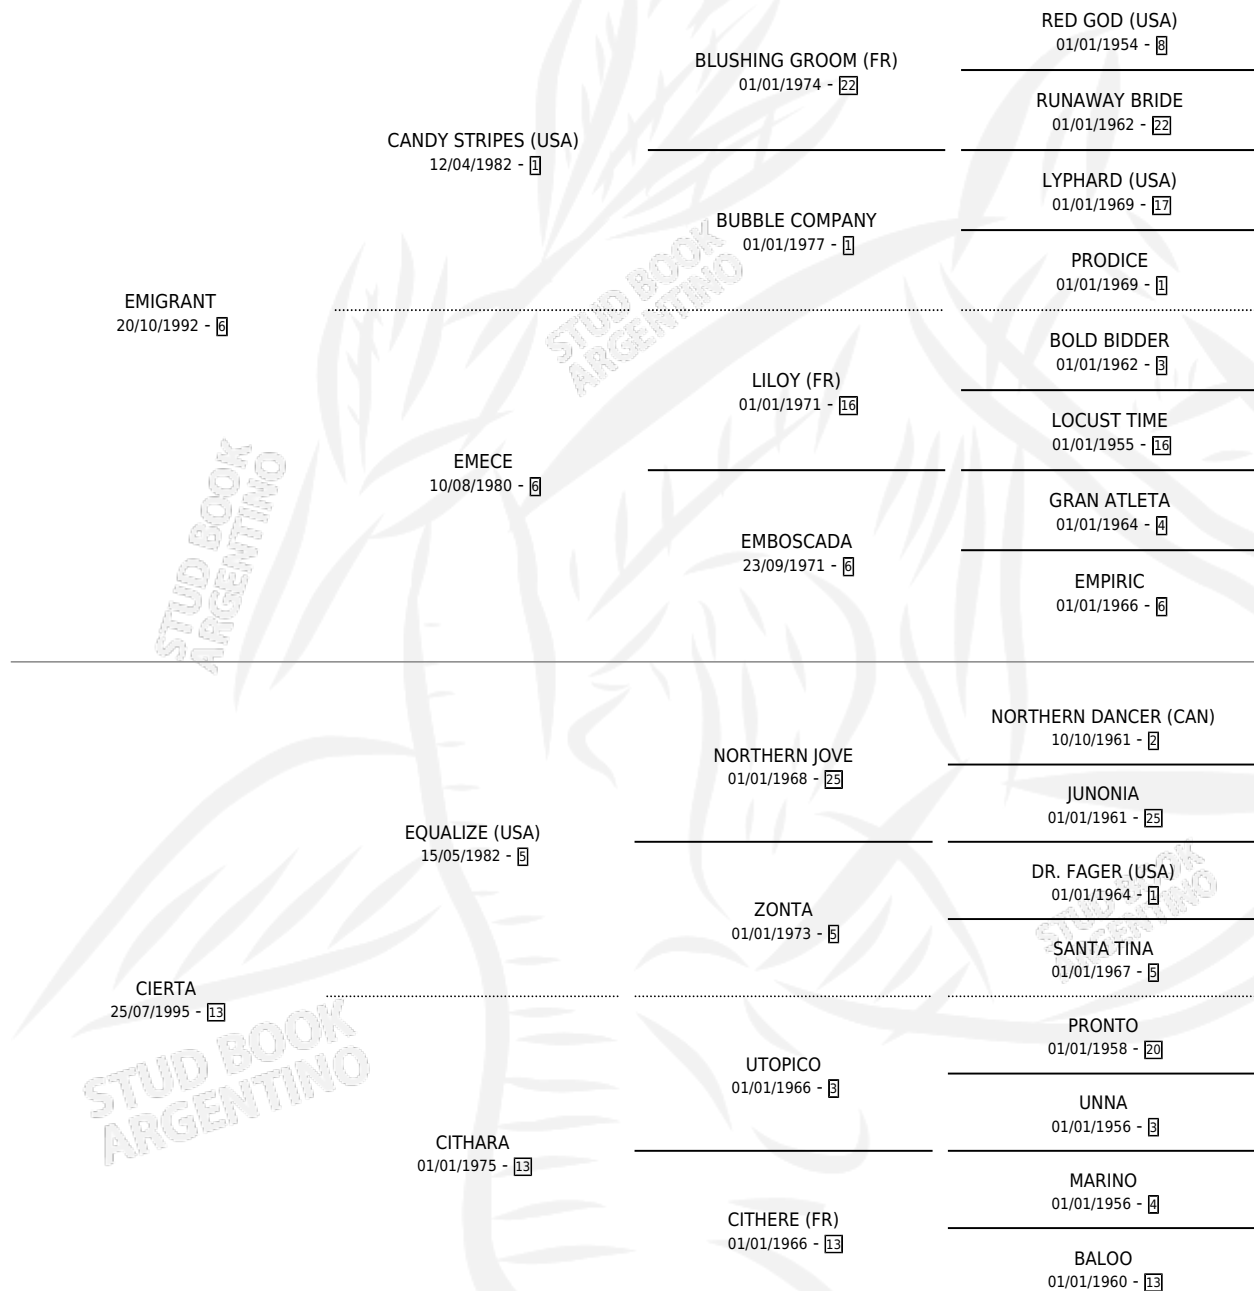 RED GOD (USA)
01/01/1954 - 8
BLUSHING GROOM (FR)
01/01/1974 - 22
RUNAWAY BRIDE
01/01/1962 - 22
CANDY STRIPES (USA)
12/04/1982 - 1
LYPHARD (USA)
01/01/1969 - 17
BUBBLE COMPANY
01/01/1977 - 1
PRODICE
01/01/1969 - 1
EMIGRANT
20/10/1992 - 6
BOLD BIDDER
01/01/1962 - 3
LILOY (FR)
01/01/1971 - 16
LOCUST TIME
01/01/1955 - 16
EMECE
10/08/1980 - 6
GRAN ATLETA
01/01/1964 - 4
EMBOSCADA
23/09/1971 - 6
EMPIRIC
01/01/1966 - 6
NORTHERN DANCER (CAN)
10/10/1961 - 2
NORTHERN JOVE
01/01/1968 - 25
JUNONIA
01/01/1961 - 25
EQUALIZE (USA)
15/05/1982 - 5
DR. FAGER (USA)
01/01/1964 - 1
ZONTA
01/01/1973 - 5
SANTA TINA
01/01/1967 - 5
CIERTA
25/07/1995 - 13
PRONTO
01/01/1958 - 20
UTOPICO
01/01/1966 - 3
UNNA
01/01/1956 - 3
CITHARA
01/01/1975 - 13
MARINO
01/01/1956 - 4
CITHERE (FR)
01/01/1966 - 13
BALOO
01/01/1960 - 13
STUD BOOK
ARGENTINO
STUD BOOK
ARGENTINO
STUD BOOK
ARGENTINO
STUD BOOK
ARGENTINO